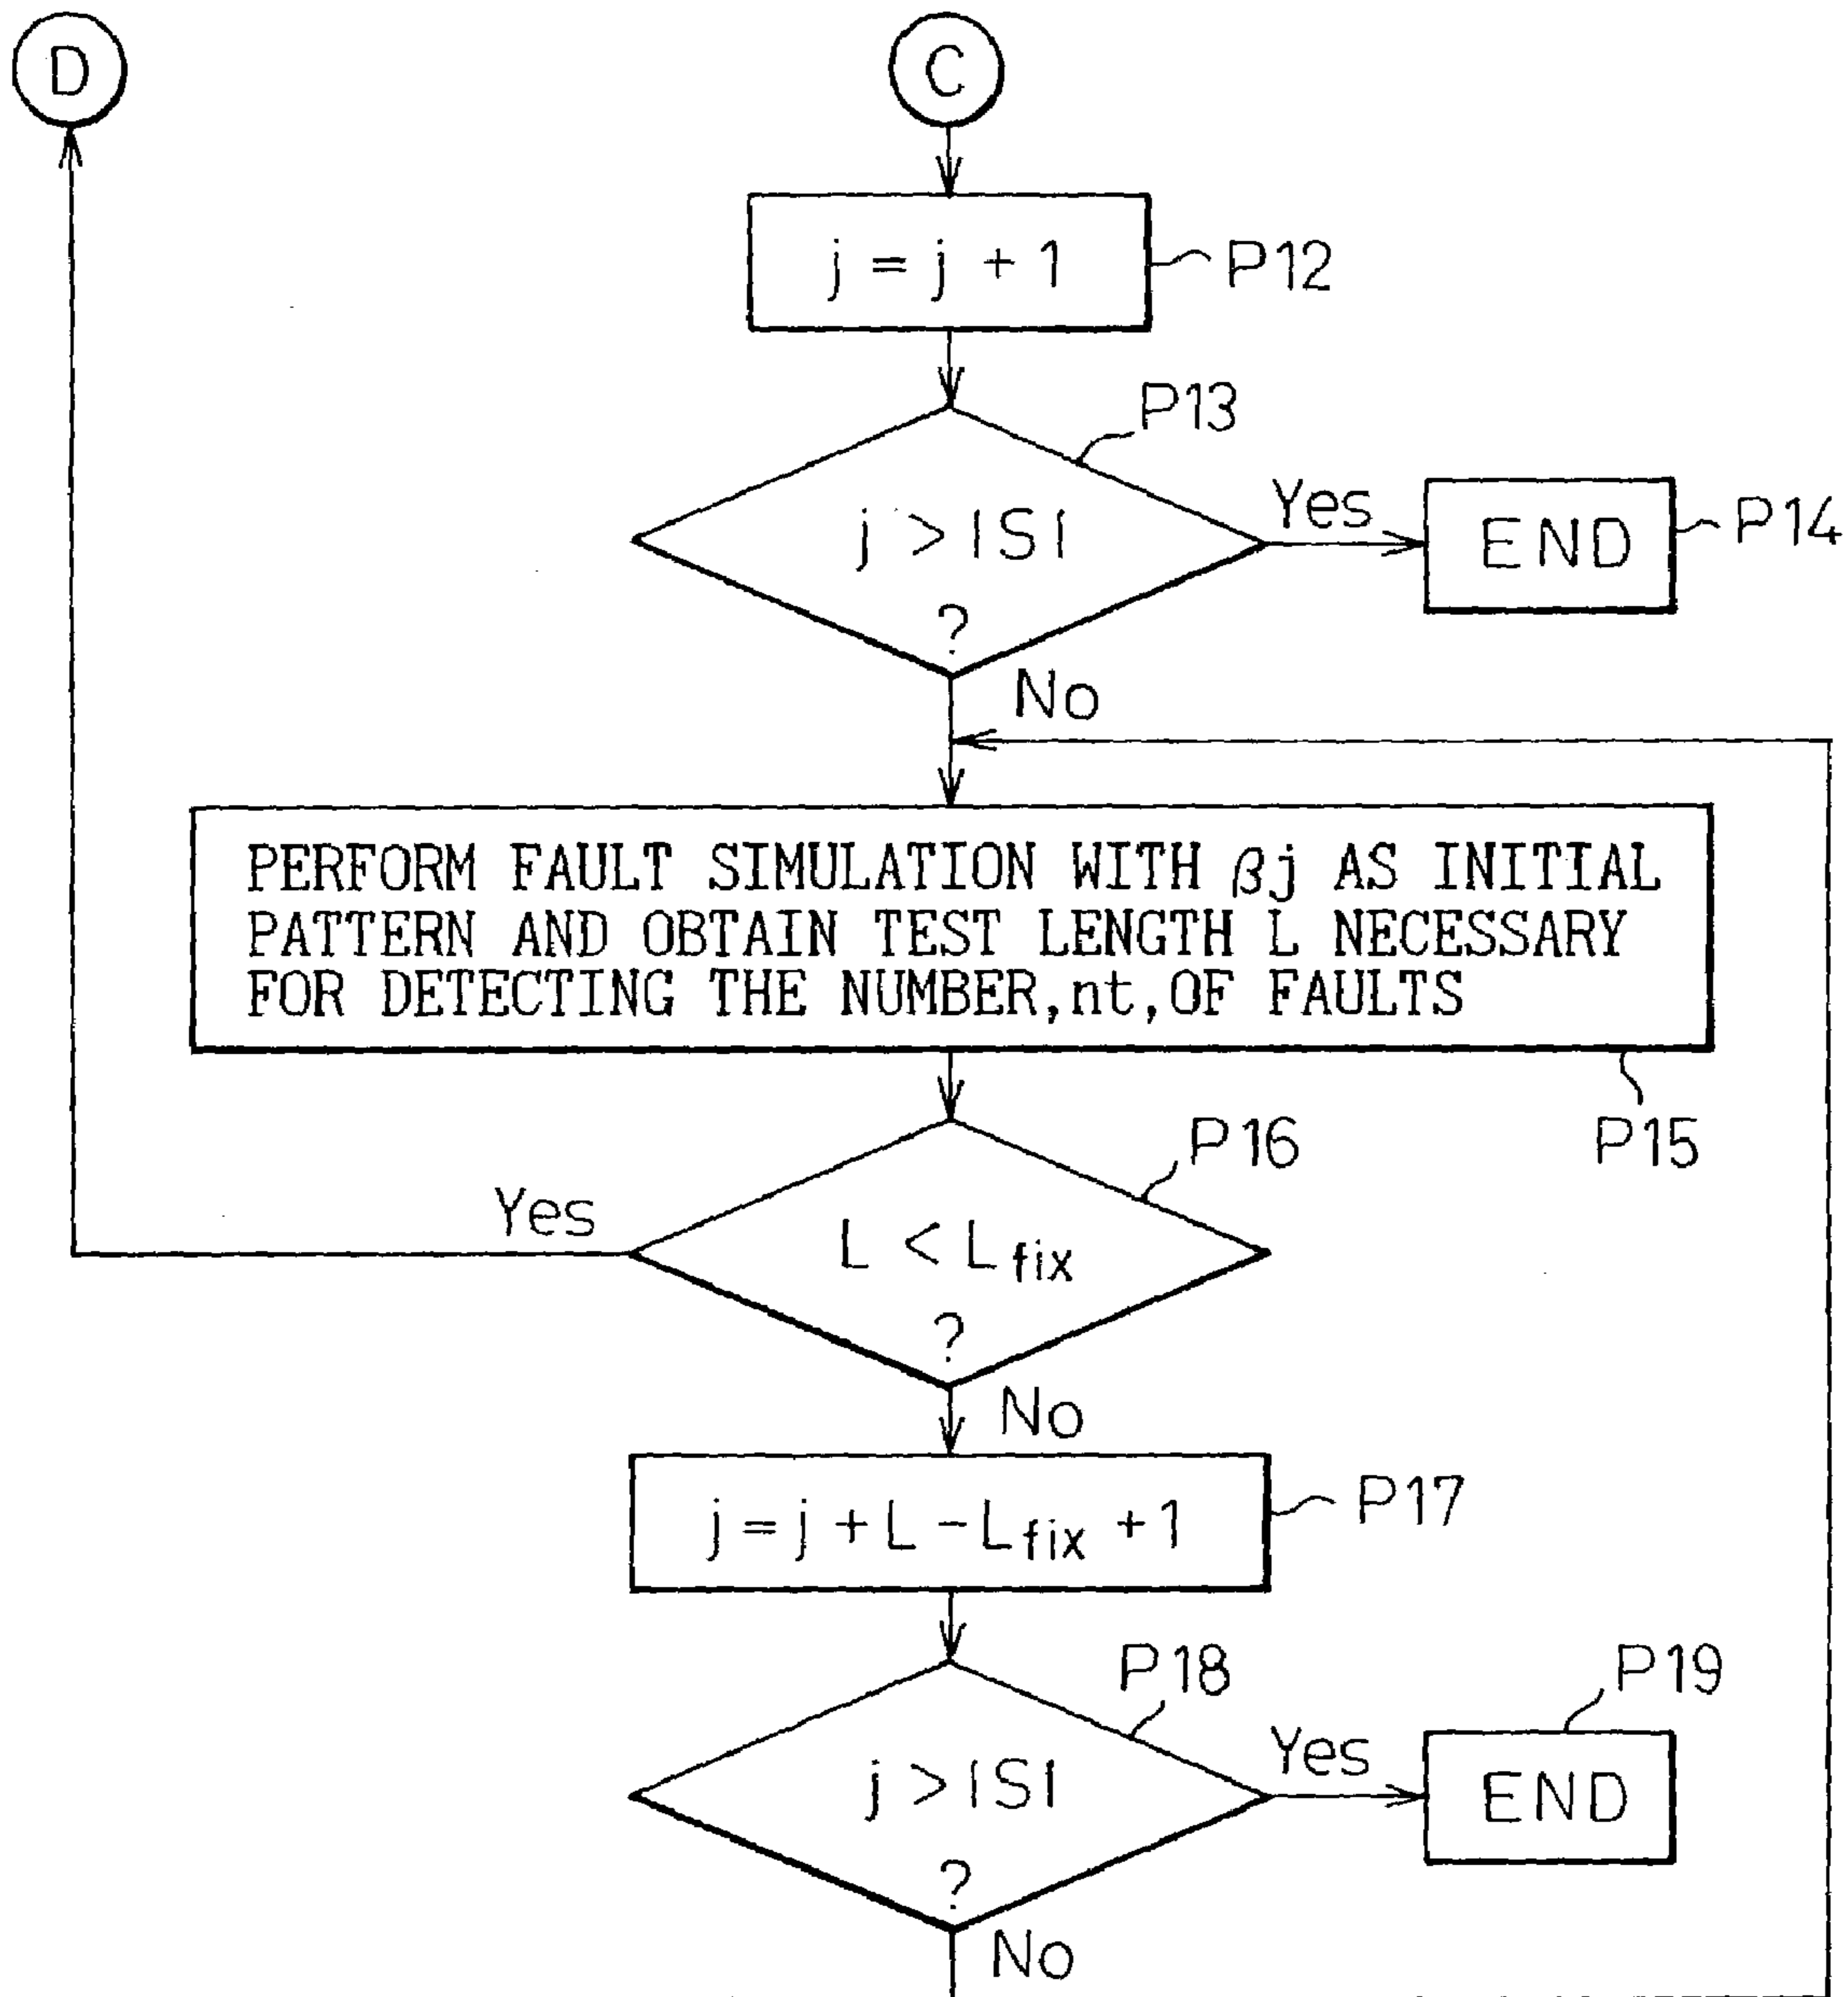 D
C
j = j + 1
P12
P13
j > |S|
?
Yes
END
P14
No
PERFORM FAULT SIMULATION WITH βj AS INITIAL
PATTERN AND OBTAIN TEST LENGTH L NECESSARY
FOR DETECTING THE NUMBER,nt,OF FAULTS
P15
P16
Yes
L < Lfix
?
No
j = j + L - Lfix + 1
P17
P18
P19
j > |S|
?
Yes
END
No